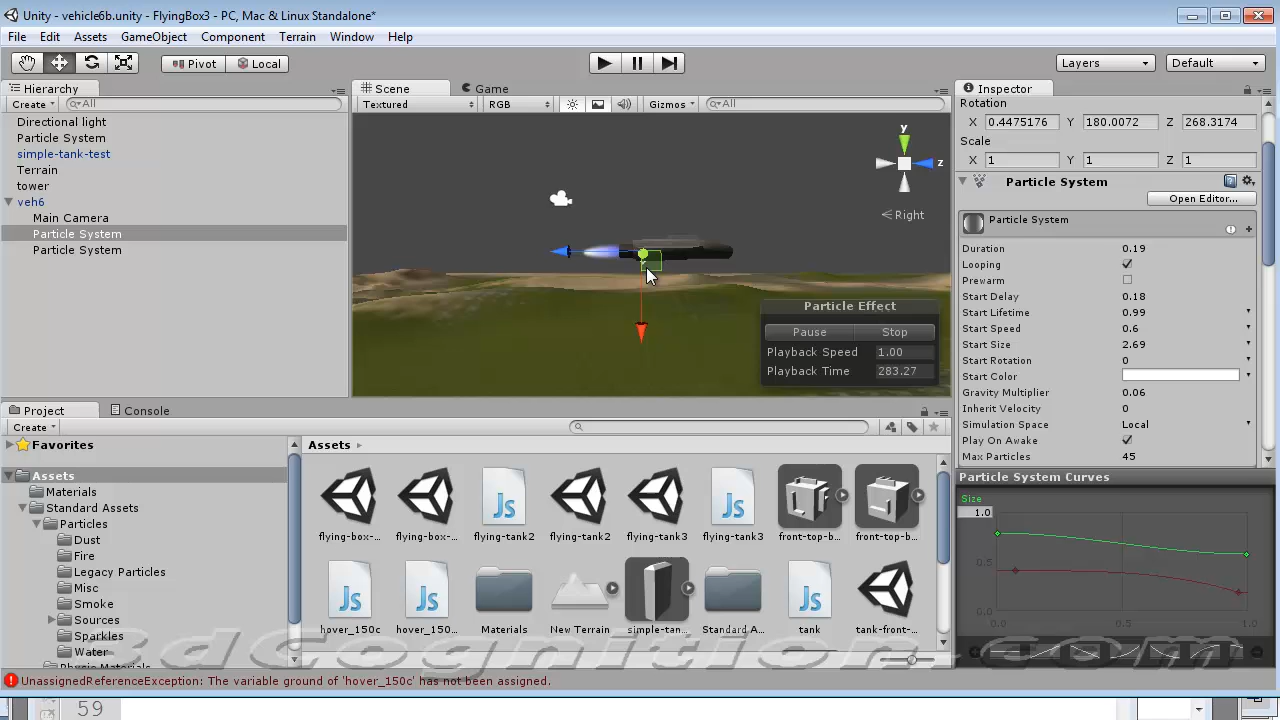 Unity - vehicle6b.unity - FlyingBox3 - PC, Mac & Linux Standalone*
File Edit Assets GameObject Component Terrain Window Help
Pivot Local Layers Default
Hierarchy
Create All
Directional light
Particle System
simple-tank-test
Terrain
tower
veh6
Main Camera
Particle System
Particle System
Scene Game
Textured RGB Gizmos All
y
z
Right
Particle Effect
Pause Stop
Playback Speed 1.00
Playback Time 283.27
Inspector
Rotation
X 0.4475176 Y 180.0072 Z 268.3174
Scale
X 1 Y 1 Z 1
Particle System
Open Editor...
Particle System
Duration 0.19
Looping
Prewarm
Start Delay 0.18
Start Lifetime 0.99
Start Speed 0.6
Start Size 2.69
Start Rotation 0
Start Color
Gravity Multiplier 0.06
Inherit Velocity 0
Simulation Space Local
Play On Awake
Max Particles 45
Particle System Curves
Size
1.0
0.5
0.0
0.0 0.5 1.0
Project Console
Create
Favorites
Assets
Materials
Standard Assets
Particles
Dust
Fire
Legacy Particles
Misc
Smoke
Sources
Sparkles
Water
Physic Materials
Assets
flying-box-... flying-box-... flying-tank2 flying-tank2 flying-tank3 flying-tank3 front-top-b... front-top-b...
hover_150c hover_150... Materials New Terrain simple-tan... Standard A... tank tank-front-...
3dCognition.com
UnassignedReferenceException: The variable ground of 'hover_150c' has not been assigned.
59